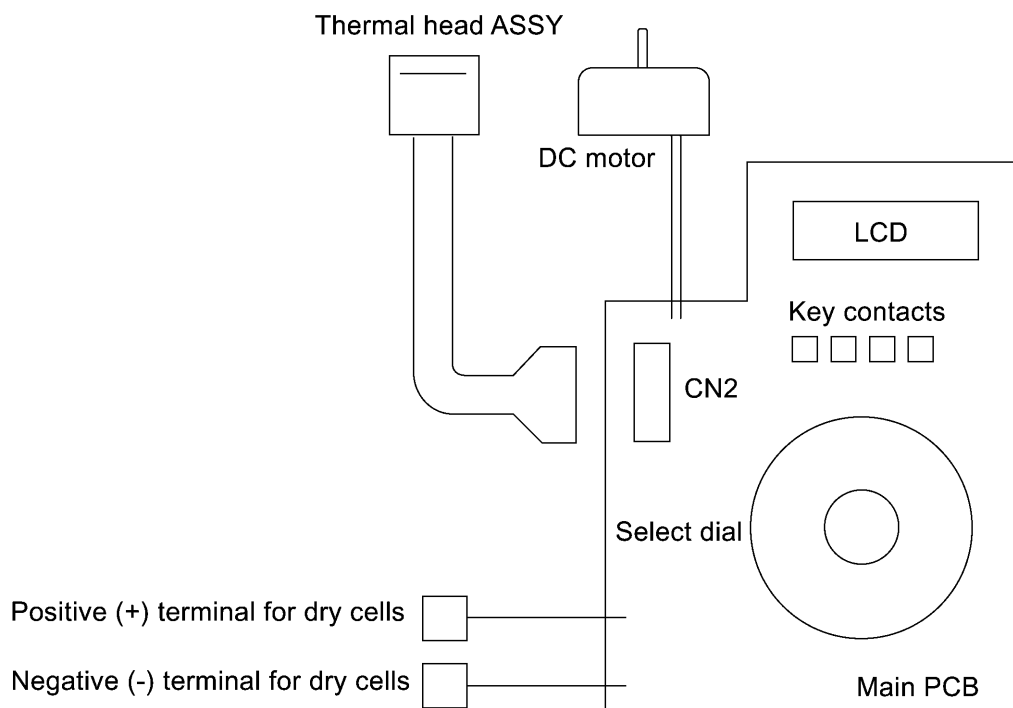 Thermal head ASSY
DC motor
LCD
Key contacts
CN2
Select dial
Positive (+) terminal for dry cells
Negative (-) terminal for dry cells
Main PCB